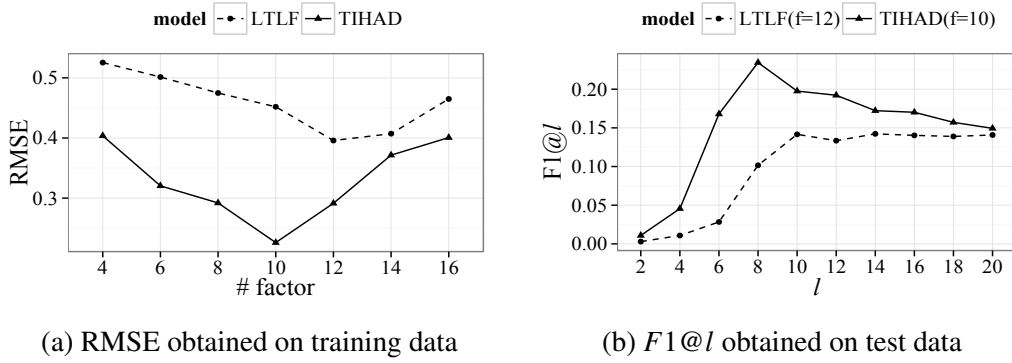 model LTLF TIHAD
0.5
0.4
0.3
RMSE
4 6 8 10 12 14 16
# factor
(a) RMSE obtained on training data
model LTLF(f=12) TIHAD(f=10)
0.20
0.15
0.10
0.05
0.00
F1@l
2 4 6 8 10 12 14 16 18 20
l
(b) F1@l obtained on test data